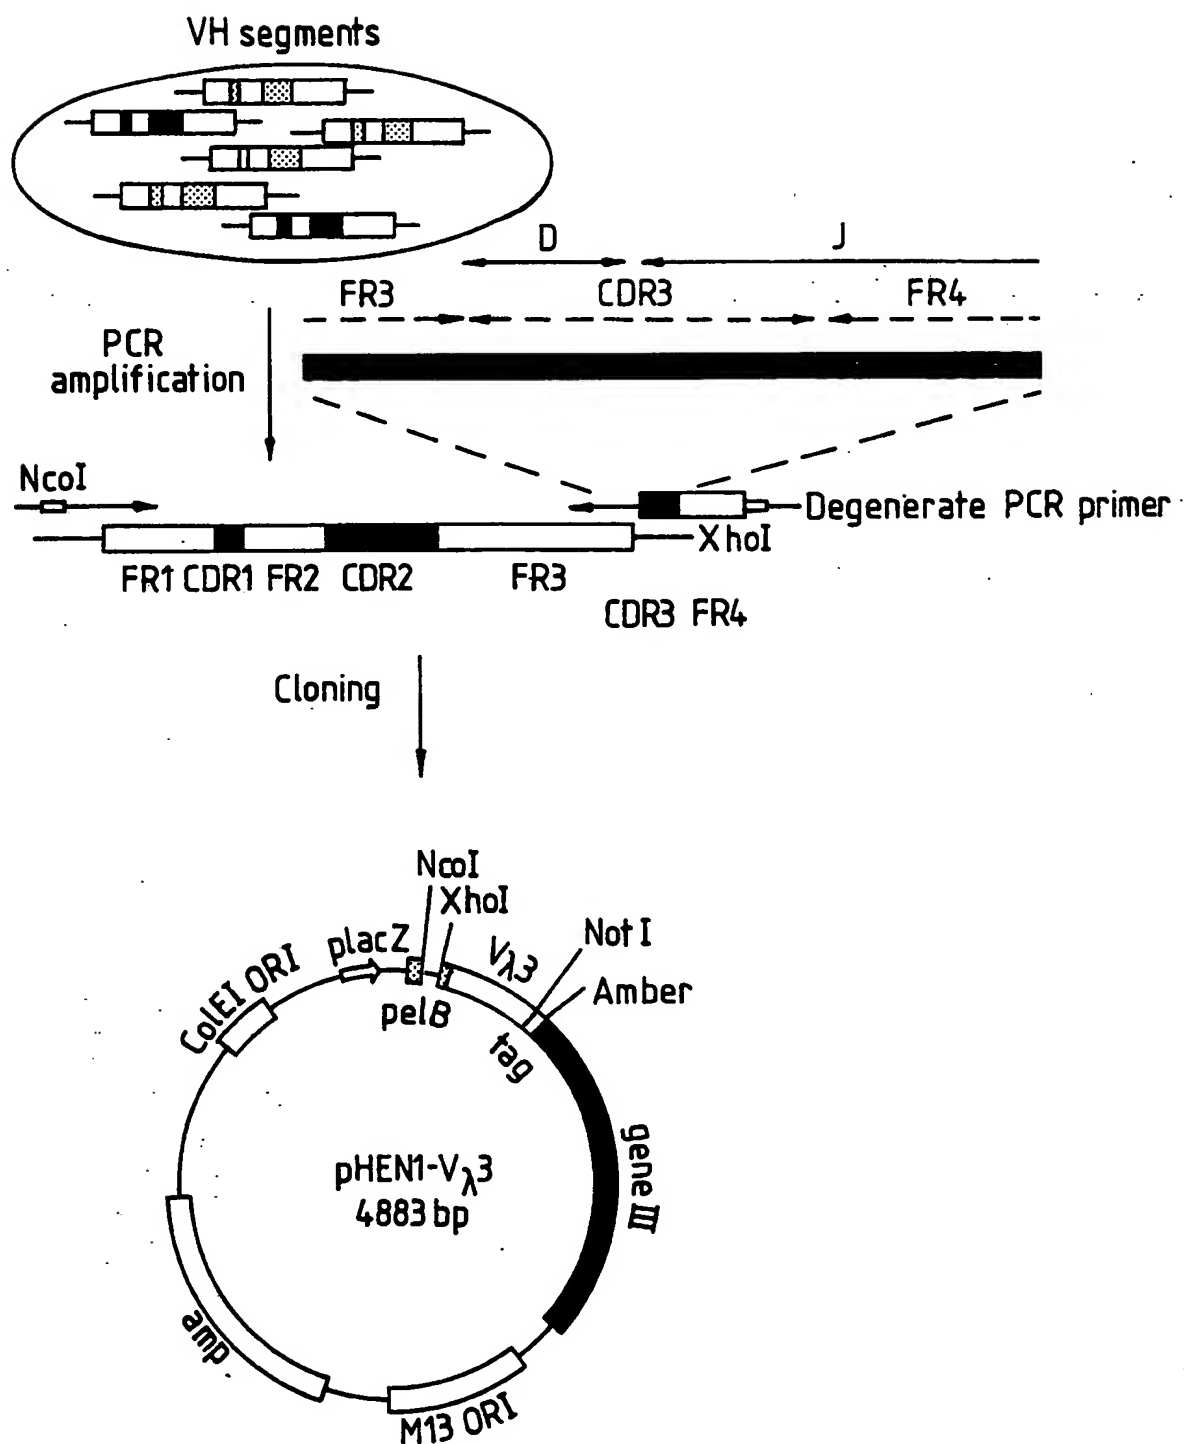 VH segments
D
J
FR3
CDR3
FR4
PCR
amplification
NcoI
Degenerate PCR primer
XhoI
FR1 CDR1 FR2 CDR2 FR3
CDR3 FR4
Cloning
NcoI
XhoI
NotI
placZ
Vλ3
Amber
ColEI ORI
pelB
tag
gene III
pHEN1-Vλ3
4883 bp
amp
M13 ORI